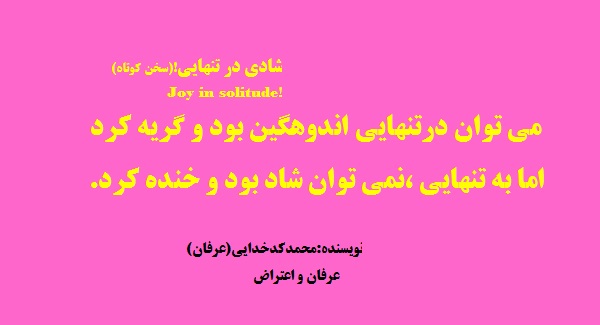 شادی در تنهایی!(سخن کوتاه)
Joy in solitude!
می توان درتنهایی اندوهگین بود و گریه کرد
اما به تنهایی ،نمی توان شاد بود و خنده کرد.
نویسنده:محمدکدخدایی(عرفان)
عرفان و اعتراض